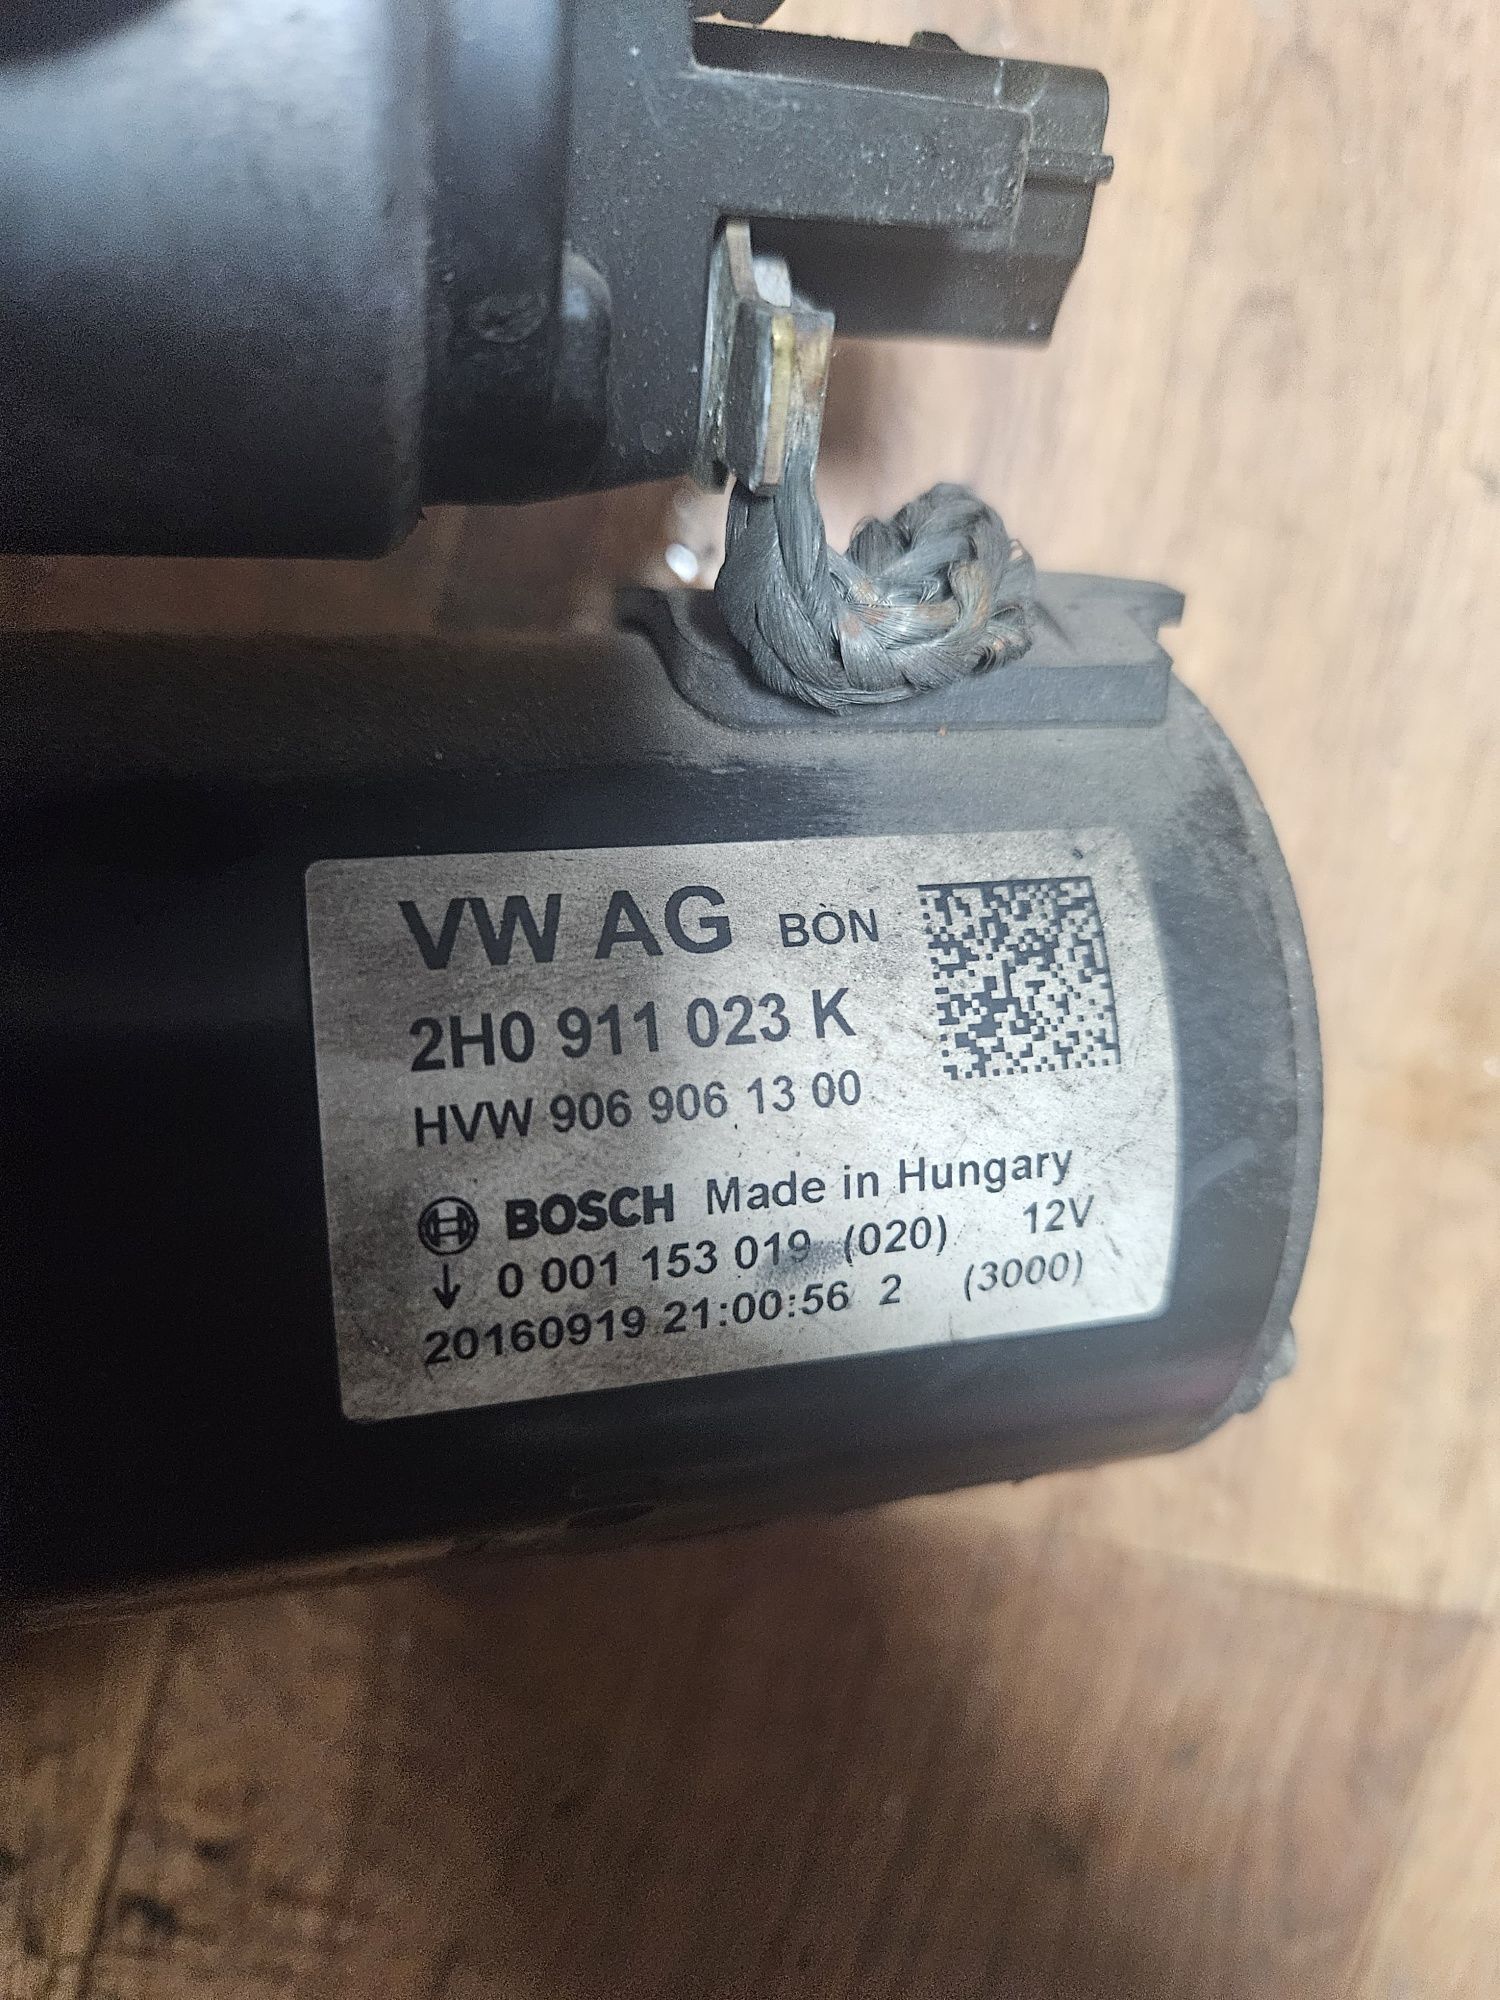 VW AG BÒN
2H0 911 023 K
HVW 906 906 13 00
BOSCH Made in Hungary
↓ 0 001 153 019 (020) 12V
20160919 21:00:56 2 (3000)